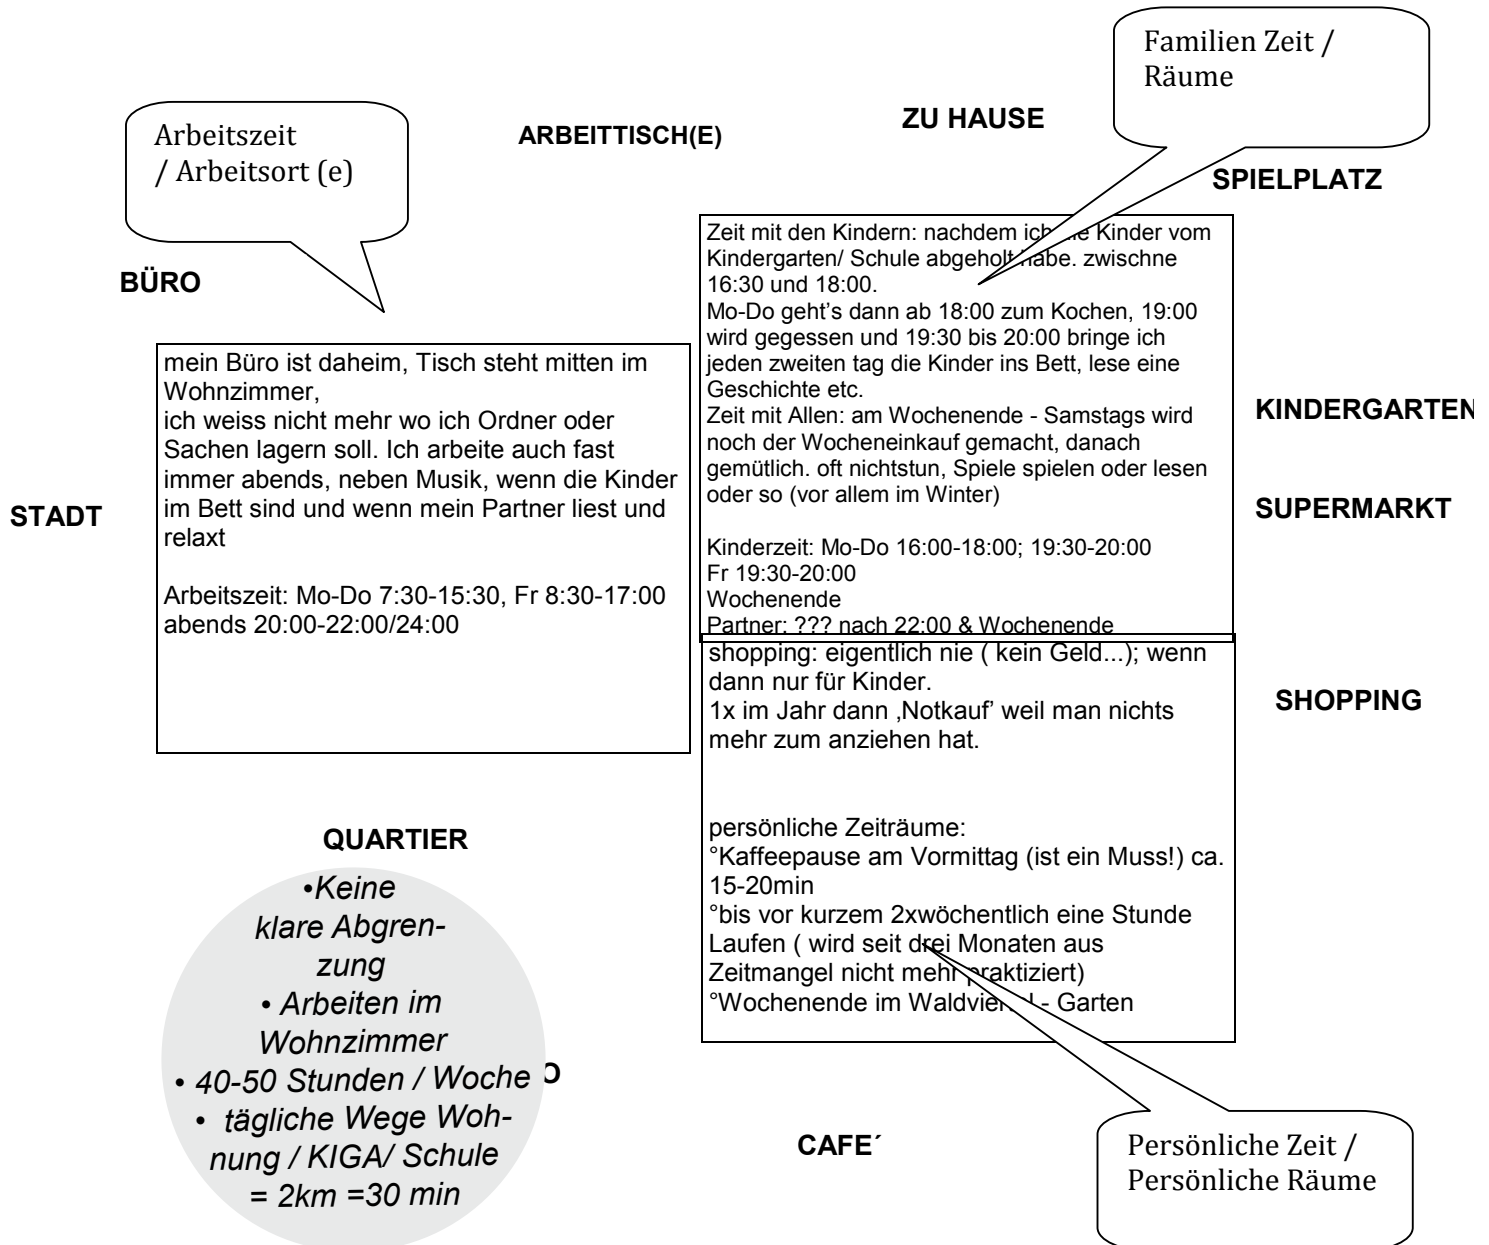 Familien Zeit /
Räume
ZU HAUSE
ARBEITTISCH(E)
Arbeitszeit
/ Arbeitsort (e)
SPIELPLATZ
BÜRO
Zeit mit den Kindern: nachdem ich die Kinder vom
Kindergarten/ Schule abgeholt habe. zwischne
16:30 und 18:00.
Mo-Do geht's dann ab 18:00 zum Kochen, 19:00
wird gegessen und 19:30 bis 20:00 bringe ich
jeden zweiten tag die Kinder ins Bett, lese eine
Geschichte etc.
Zeit mit Allen: am Wochenende - Samstags wird
noch der Wocheneinkauf gemacht, danach
gemütlich. oft nichtstun, Spiele spielen oder lesen
oder so (vor allem im Winter)
Kinderzeit: Mo-Do 16:00-18:00; 19:30-20:00
Fr 19:30-20:00
Wochenende
Partner: ??? nach 22:00 & Wochenende
mein Büro ist daheim, Tisch steht mitten im
Wohnzimmer,
ich weiss nicht mehr wo ich Ordner oder
Sachen lagern soll. Ich arbeite auch fast
immer abends, neben Musik, wenn die Kinder
im Bett sind und wenn mein Partner liest und
relaxt
Arbeitszeit: Mo-Do 7:30-15:30, Fr 8:30-17:00
abends 20:00-22:00/24:00
KINDERGARTEN
STADT
SUPERMARKT
shopping: eigentlich nie ( kein Geld...); wenn
dann nur für Kinder.
1x im Jahr dann ‚Notkauf' weil man nichts
mehr zum anziehen hat.
SHOPPING
persönliche Zeiträume:
°Kaffeepause am Vormittag (ist ein Muss!) ca.
15-20min
°bis vor kurzem 2xwöchentlich eine Stunde
Laufen ( wird seit drei Monaten aus
Zeitmangel nicht mehr praktiziert)
°Wochenende im Waldviertel - Garten
QUARTIER
•Keine
klare Abgren-
zung
• Arbeiten im
Wohnzimmer
• 40-50 Stunden / Woche
• tägliche Wege Woh-
nung / KIGA/ Schule
= 2km =30 min
CAFE´
Persönliche Zeit /
Persönliche Räume